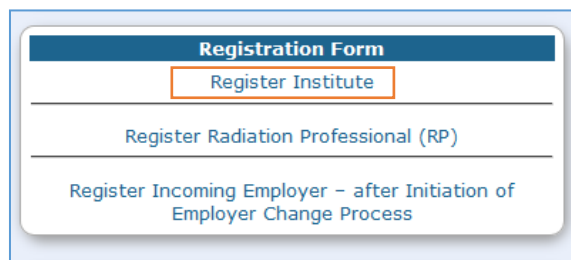 Registration Form
Register Institute
Register Radiation Professional (RP)
Register Incoming Employer – after Initiation of
Employer Change Process